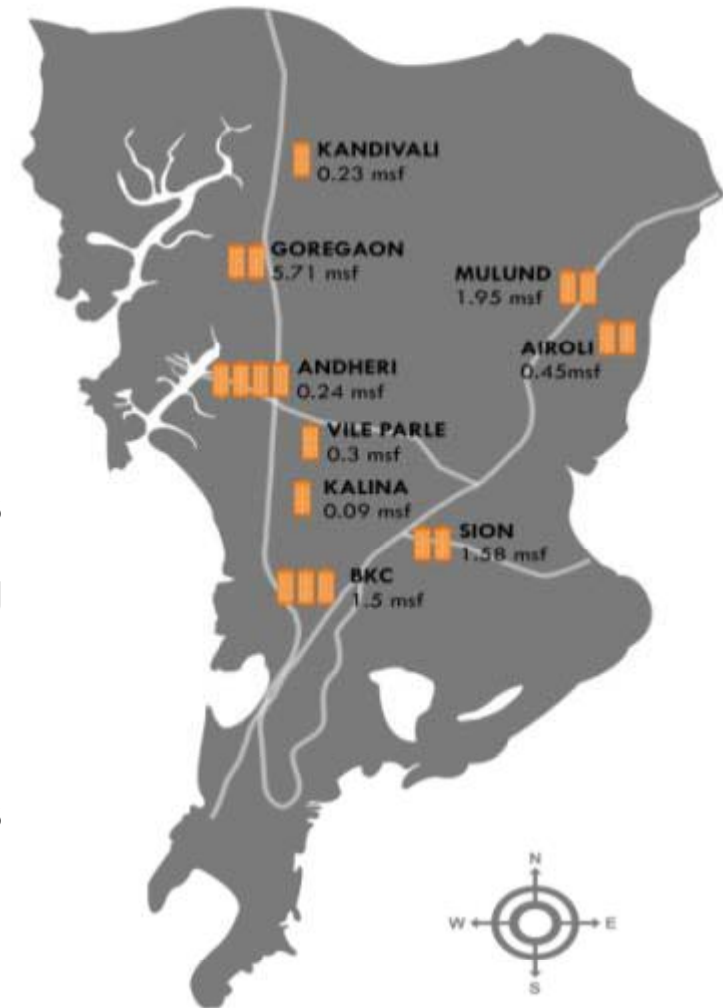 KANDIVALI
0.23 msf
GOREGAON
5.71 msf
MULUND
1.95 msf
AIROLI
0.45msf
ANDHERI
0.24 msf
VILE PARLE
0.3 msf
KALINA
0.09 msf
SION
1.58 msf
BKC
1.5 msf
N
W
E
S